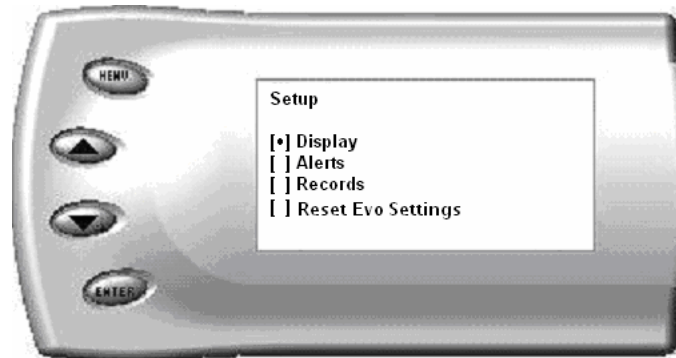 MENU
Setup
[•] Display
[ ] Alerts
[ ] Records
[ ] Reset Evo Settings
ENTER